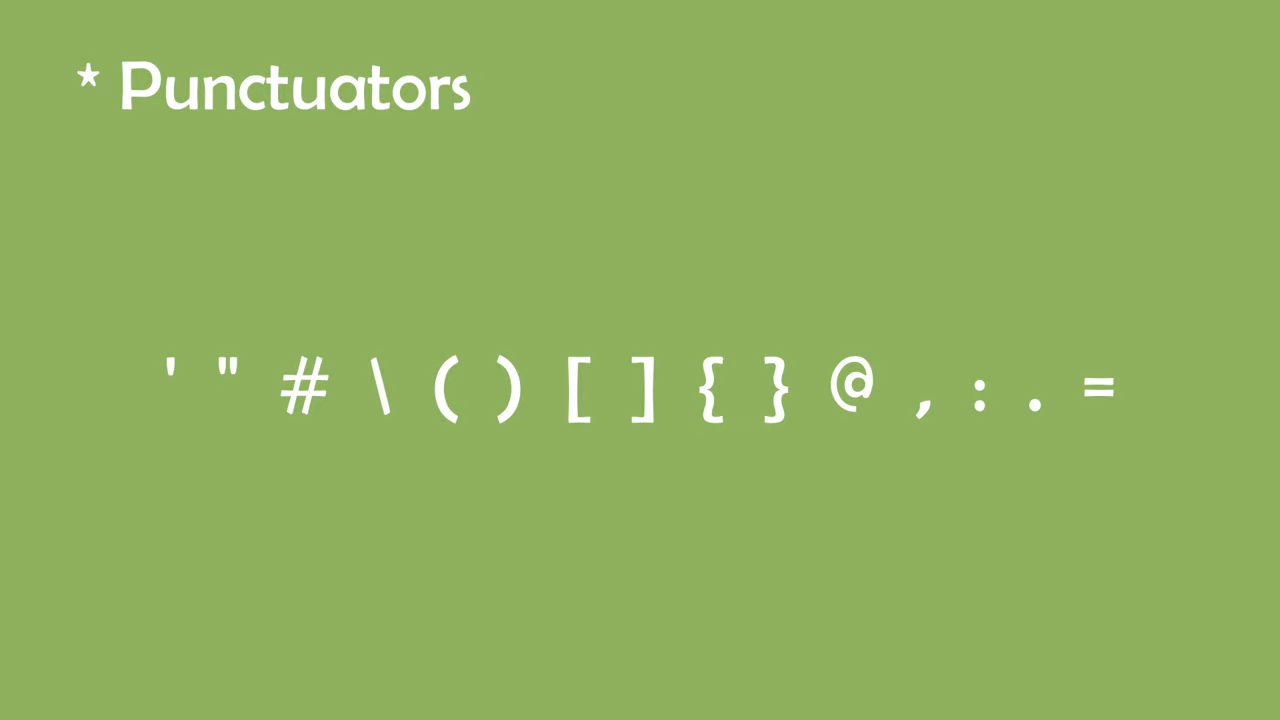 * Punctuators
' " # \ ( ) [ ] { } @ , : . =